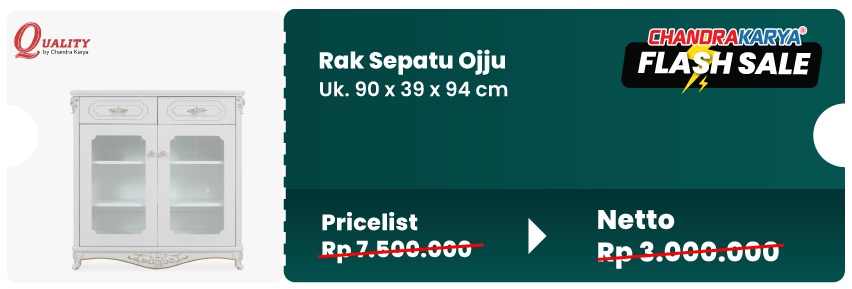 QUALITY
by Chandra Karya
Rak Sepatu Ojju
Uk. 90 x 39 x 94 cm
CHANDRAKARYA®
FLASH SALE
Pricelist
Rp 7.500.000
Netto
Rp 3.000.000